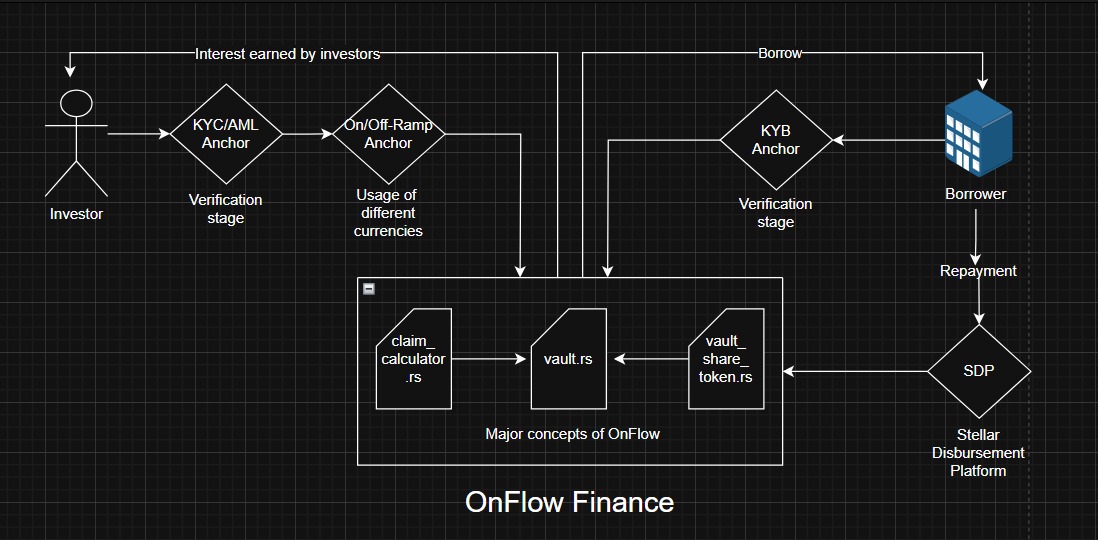 Interest earned by investors
Borrow
KYC/AML
Anchor
On/Off-Ramp
Anchor
KYB
Anchor
Verification
stage
Usage of
different
currencies
Verification
stage
Investor
Borrower
Repayment
claim_
calculator
.rs
vault.rs
vault_
share_
token.rs
SDP
Major concepts of OnFlow
Stellar
Disbursement
Platform
OnFlow Finance